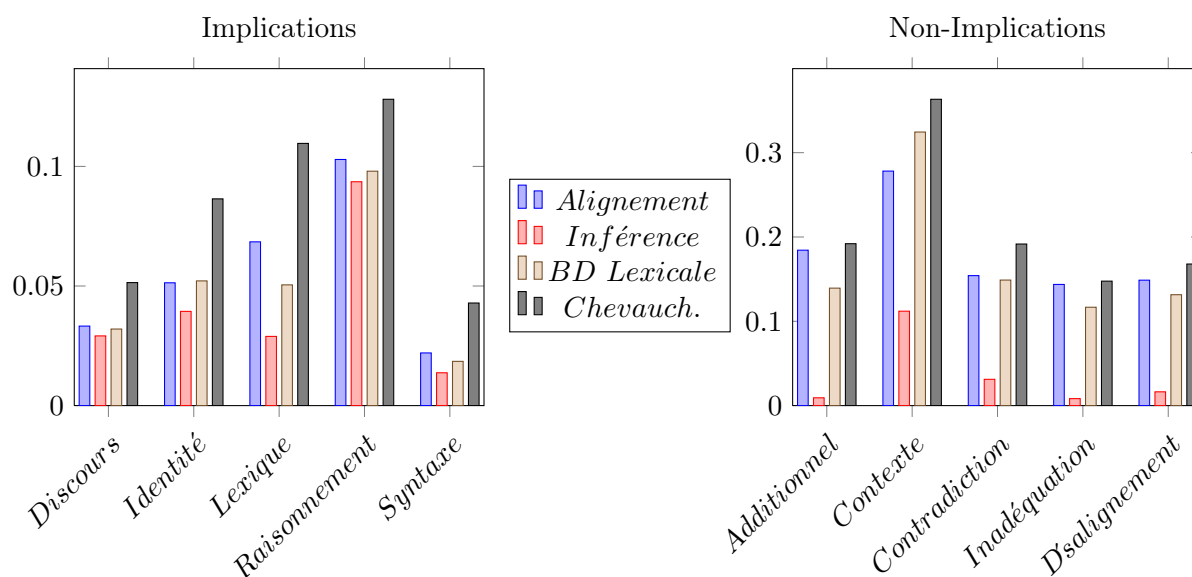 Implications
0.1
0.05
0
Discours
Identité
Lexique
Raisonnement
Syntaxe
Alignement
Inférence
BD Lexicale
Chevauch.
Non-Implications
0.3
0.2
0.1
0
Additionnel
Contexte
Contradiction
Inadéquation
D'salignement